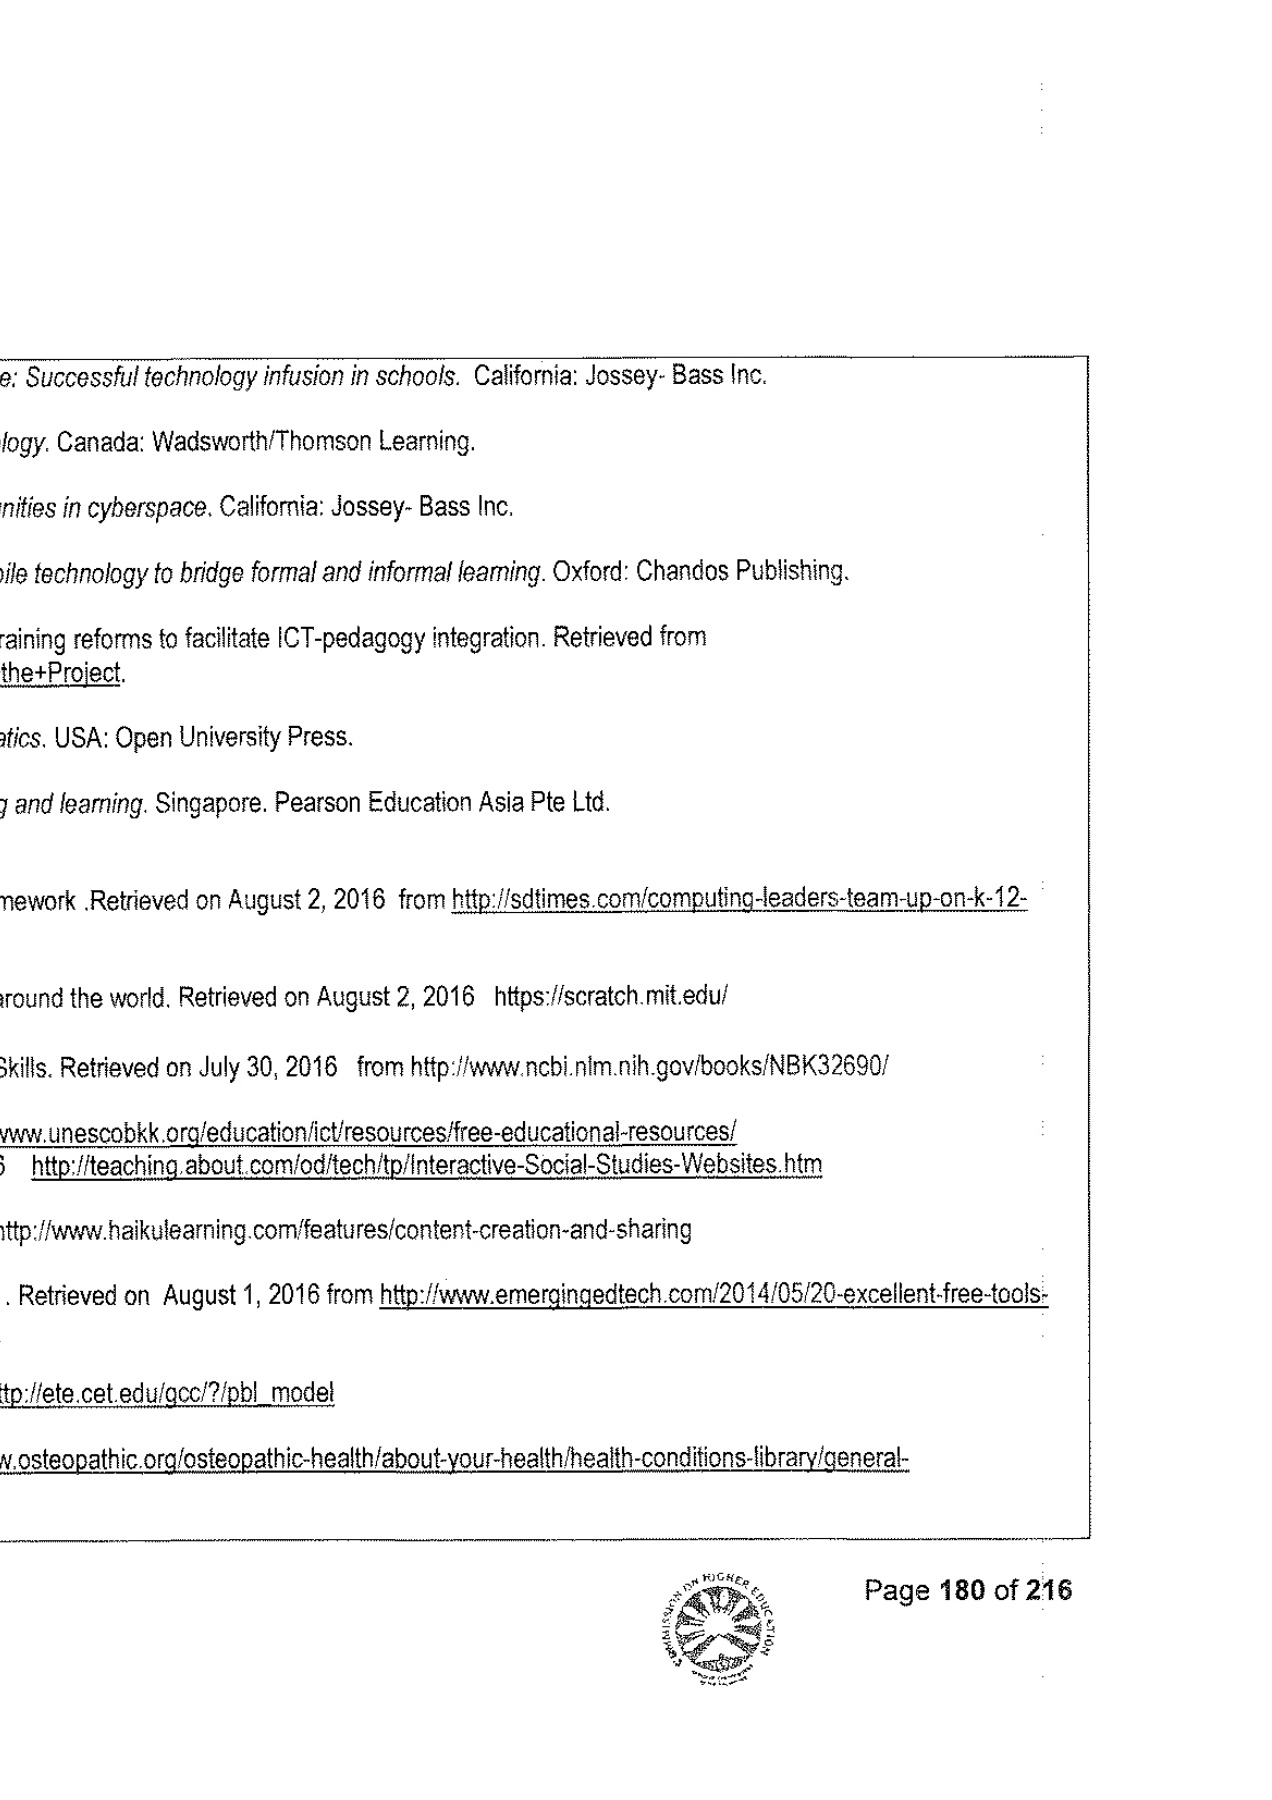 e: Successful technology infusion in schools. California: Jossey- Bass Inc.
logy. Canada: Wadsworth/Thomson Learning.
nities in cyberspace. California: Jossey- Bass Inc.
bile technology to bridge formal and informal learning. Oxford: Chandos Publishing.
raining reforms to facilitate ICT-pedagogy integration. Retrieved from
the+Project.
atics. USA: Open University Press.
g and learning. Singapore. Pearson Education Asia Pte Ltd.
mework .Retrieved on August 2, 2016 from http://sdtimes.com/computing-leaders-team-up-on-k-12-
around the world. Retrieved on August 2, 2016 https://scratch.mit.edu/
Skills. Retrieved on July 30, 2016 from http://www.ncbi.nlm.nih.gov/books/NBK32690/
www.unescobkk.org/education/ict/resources/free-educational-resources/
6 http://teaching.about.com/od/tech/tp/Interactive-Social-Studies-Websites.htm
http://www.haikulearning.com/features/content-creation-and-sharing
. Retrieved on August 1, 2016 from http://www.emergingedtech.com/2014/05/20-excellent-free-tools-
ttp://ete.cet.edu/gcc/?/pbl_model
w.osteopathic.org/osteopathic-health/about-your-health/health-conditions-library/general-
COMMISSION ON HIGHER EDUCATION
Page 180 of 216